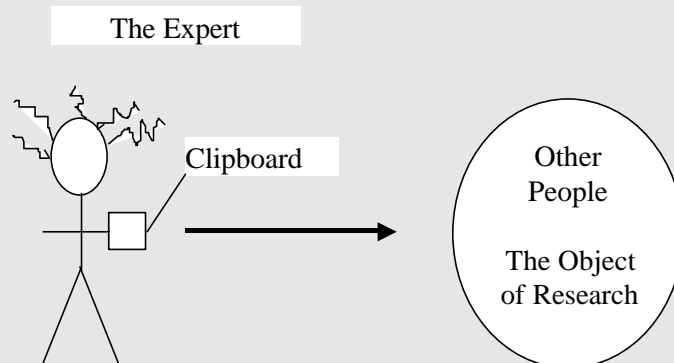 The Expert
Clipboard
Other
People
The Object
of Research